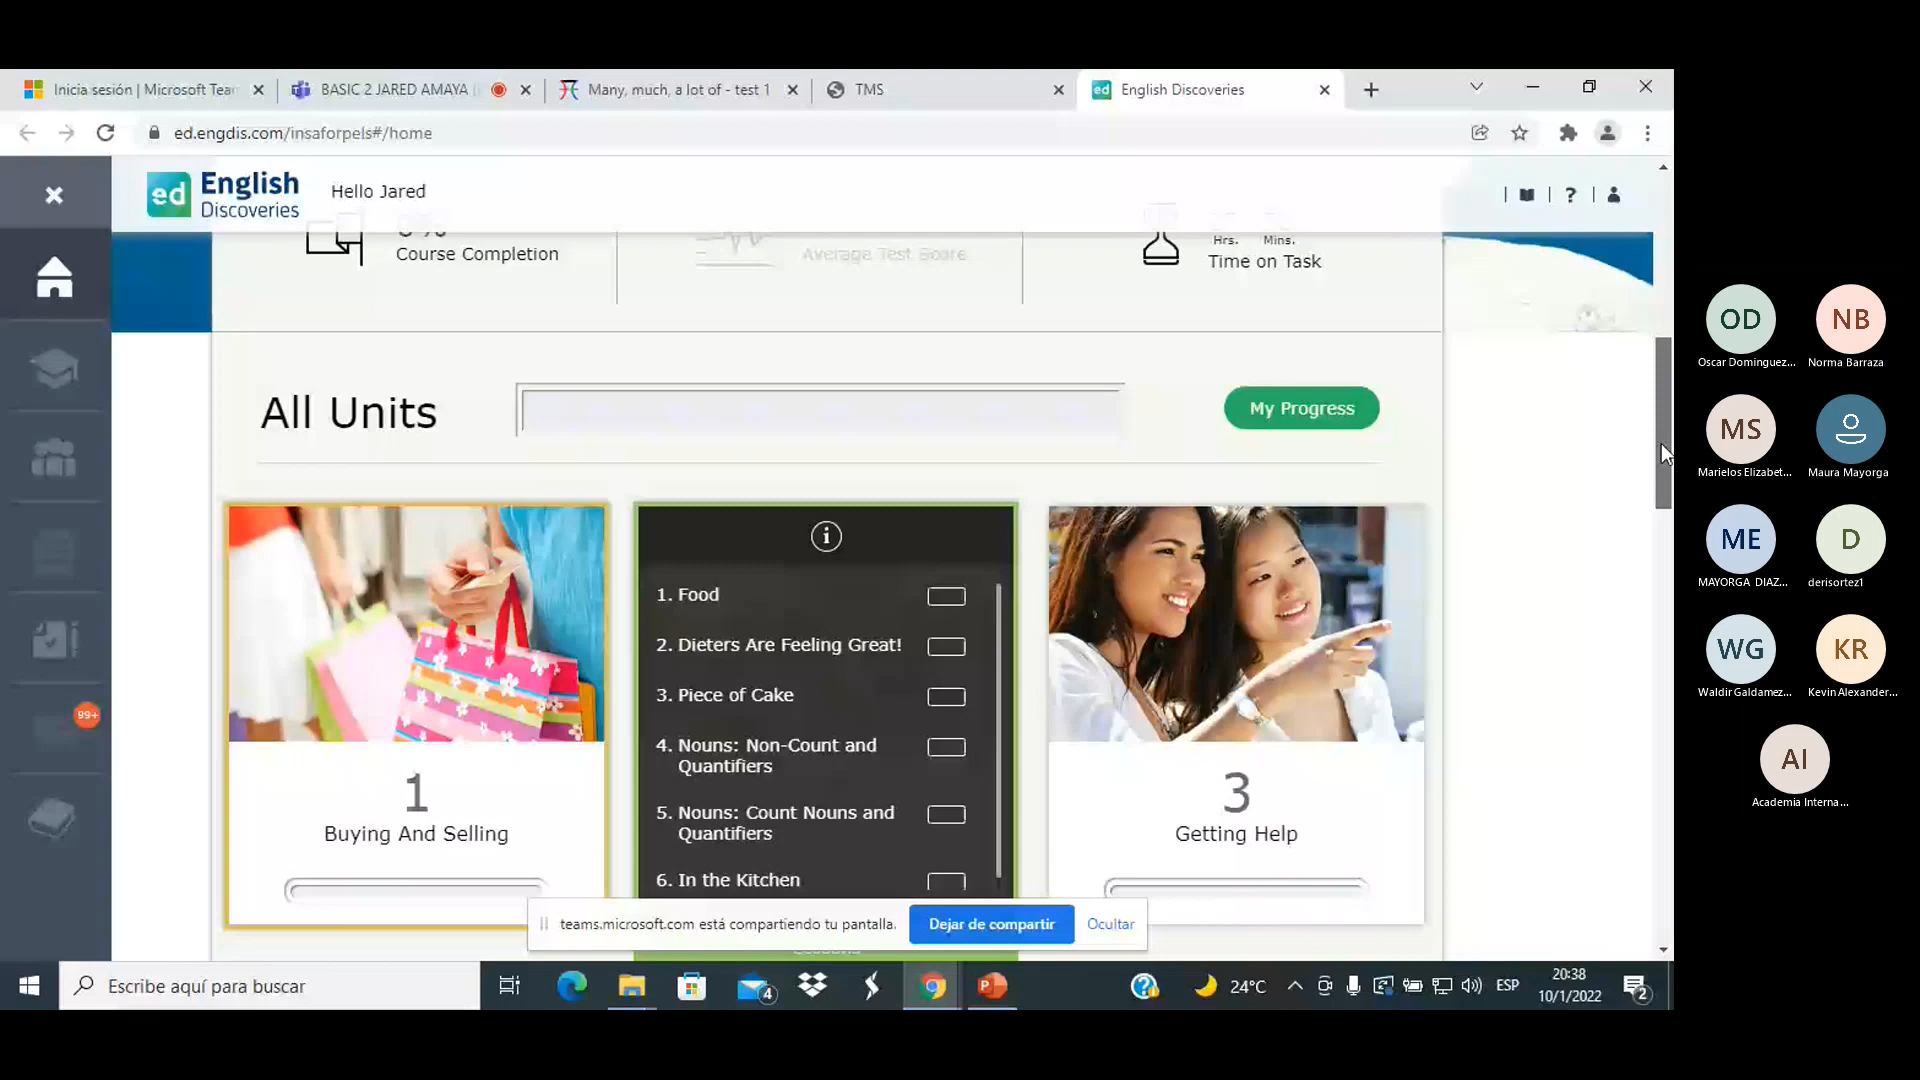 Inicia sesión | Microsoft Tea
BASIC 2 JARED AMAYA
Many, much, a lot of - test 1
TMS
English Discoveries
ed.engdis.com/insaforpels#/home
ed English Discoveries
Hello Jared
?
Course Completion
Average Test Score
Hrs. Mins.
Time on Task
All Units
My Progress
i
1. Food
2. Dieters Are Feeling Great!
3. Piece of Cake
4. Nouns: Non-Count and
Quantifiers
5. Nouns: Count Nouns and
Quantifiers
6. In the Kitchen
1
Buying And Selling
3
Getting Help
99+
teams.microsoft.com está compartiendo tu pantalla.
Dejar de compartir
Ocultar
Escribe aquí para buscar
4
24°C
ESP
20:38
10/1/2022
2
OD
Oscar Dominguez...
NB
Norma Barraza
MS
Marielos Elizabet...
Maura Mayorga
ME
MAYORGA DIAZ...
D
derisortez1
WG
Waldir Galdamez...
KR
Kevin Alexander...
AI
Academia Interna...